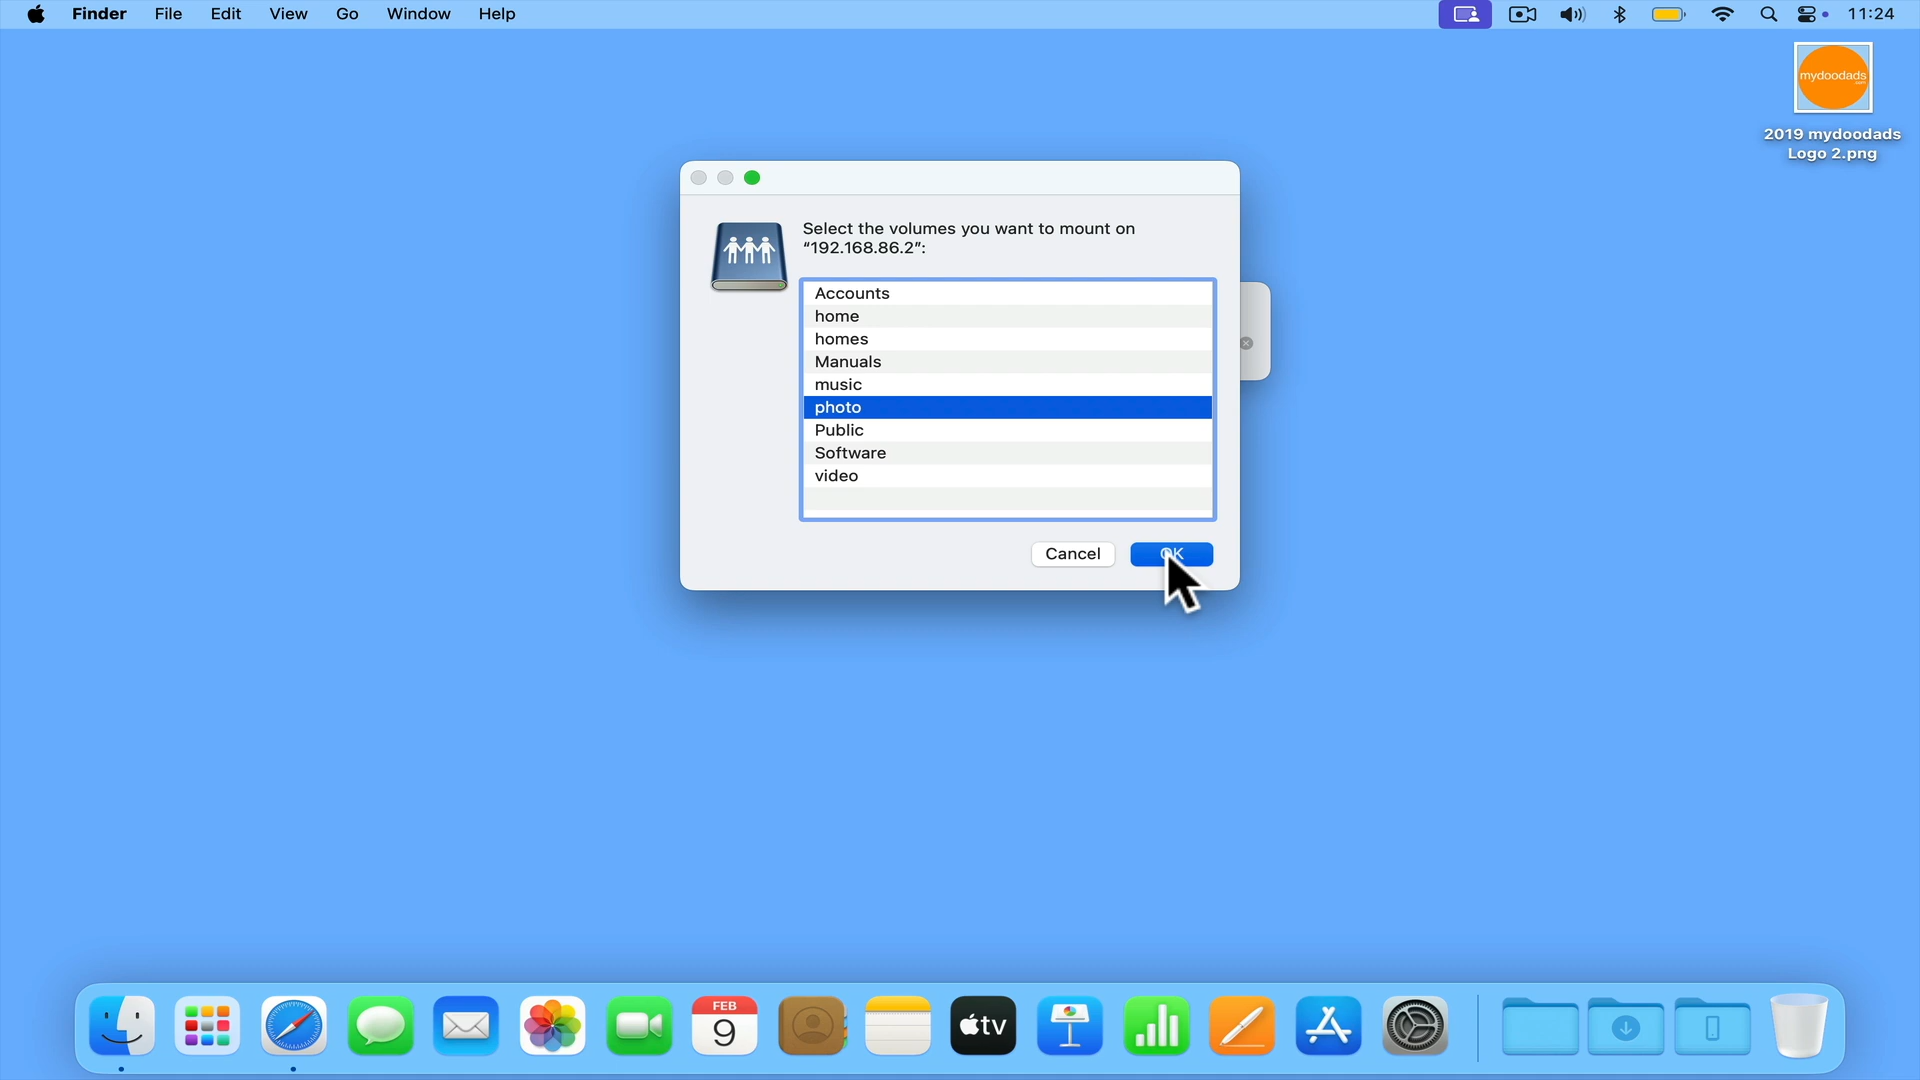 Finder File Edit View Go Window Help 11:24
mydoodads
2019 mydoodads
Logo 2.png
Select the volumes you want to mount on
“192.168.86.2”:
Accounts
home
homes
Manuals
music
photo
Public
Software
video
Cancel OK
FEB
9
tv